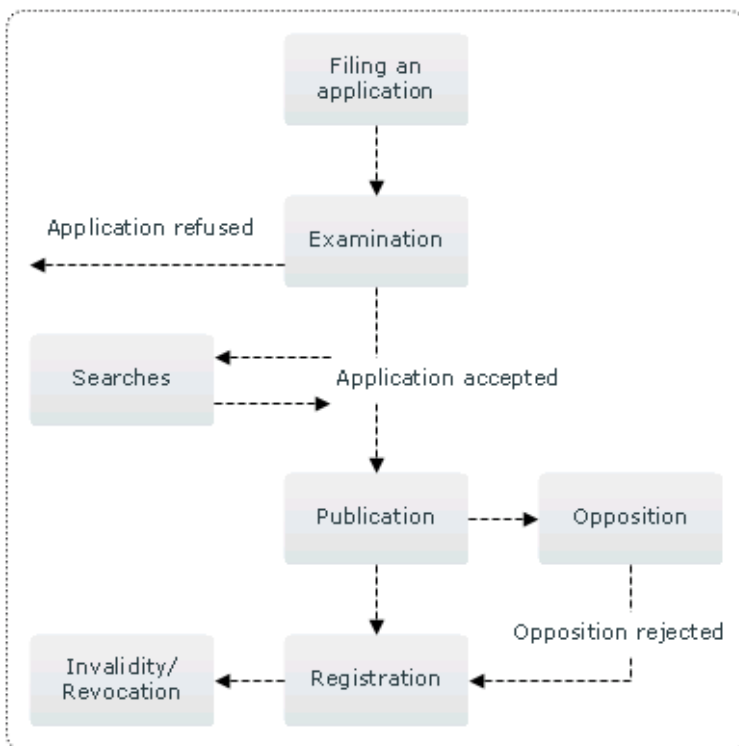 Filing an
application
Application refused
Examination
Searches
Application accepted
Publication
Opposition
Opposition rejected
Invalidity/
Revocation
Registration